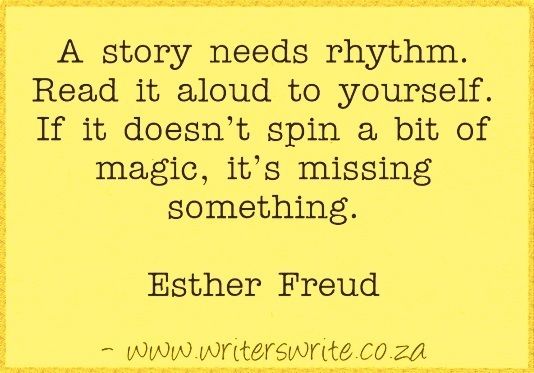 A story needs rhythm.
Read it aloud to yourself.
If it doesn't spin a bit of
magic, it's missing
something.
Esther Freud
- www.writerswrite.co.za